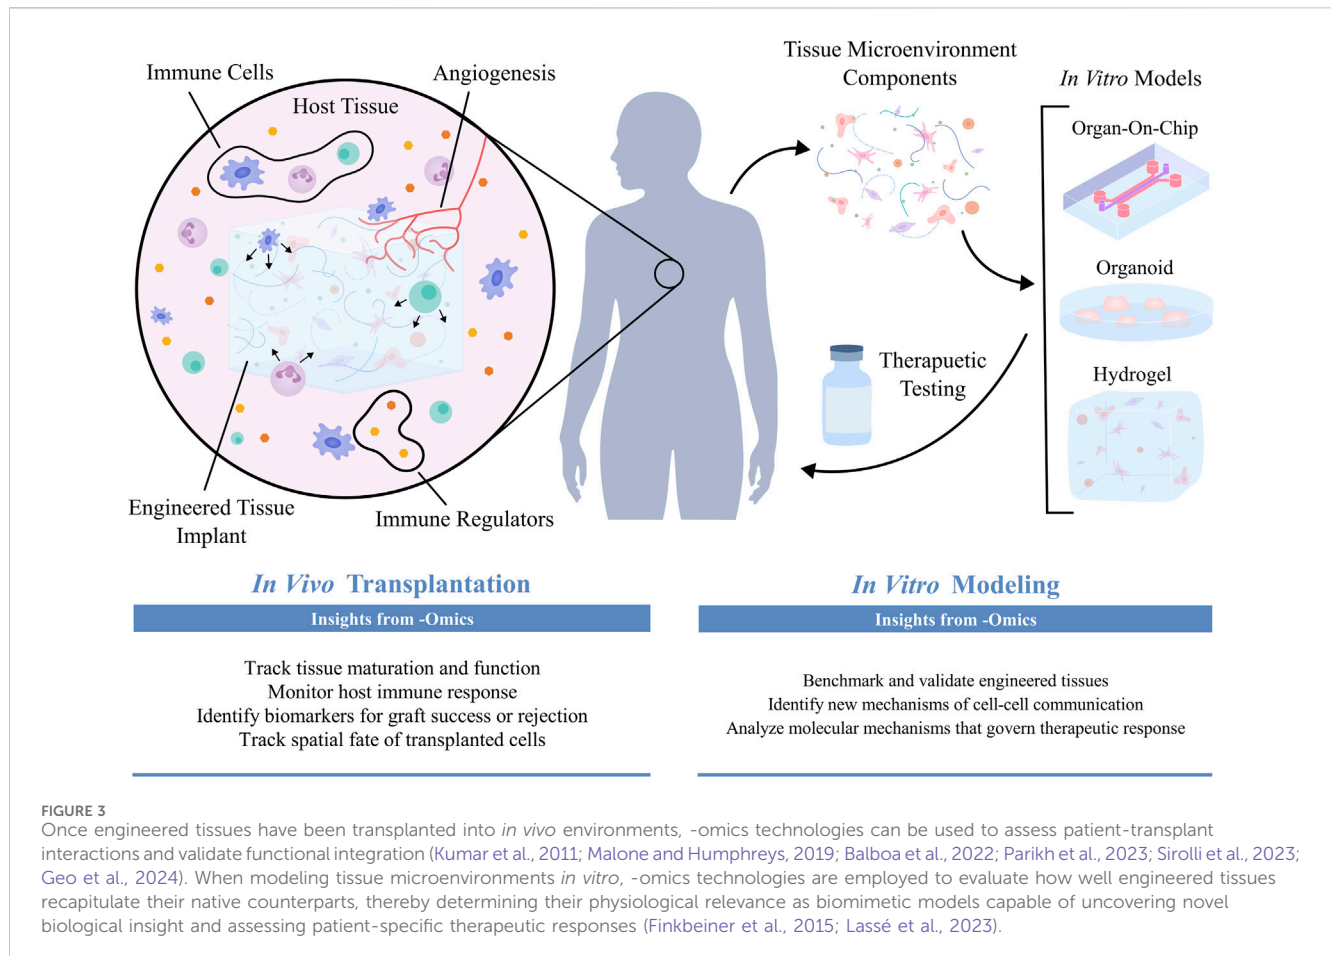 Immune Cells
Angiogenesis
Host Tissue
Engineered Tissue
Implant
Immune Regulators
Tissue Microenvironment
Components
In Vitro Models
Organ-On-Chip
Organoid
Hydrogel
Therapuetic
Testing
In Vivo Transplantation
Insights from -Omics
Track tissue maturation and function
Monitor host immune response
Identify biomarkers for graft success or rejection
Track spatial fate of transplanted cells
In Vitro Modeling
Insights from -Omics
Benchmark and validate engineered tissues
Identify new mechanisms of cell-cell communication
Analyze molecular mechanisms that govern therapeutic response
FIGURE 3
Once engineered tissues have been transplanted into in vivo environments, -omics technologies can be used to assess patient-transplant
interactions and validate functional integration (Kumar et al., 2011; Malone and Humphreys, 2019; Balboa et al., 2022; Parikh et al., 2023; Sirolli et al., 2023;
Geo et al., 2024). When modeling tissue microenvironments in vitro, -omics technologies are employed to evaluate how well engineered tissues
recapitulate their native counterparts, thereby determining their physiological relevance as biomimetic models capable of uncovering novel
biological insight and assessing patient-specific therapeutic responses (Finkbeiner et al., 2015; Lassé et al., 2023).